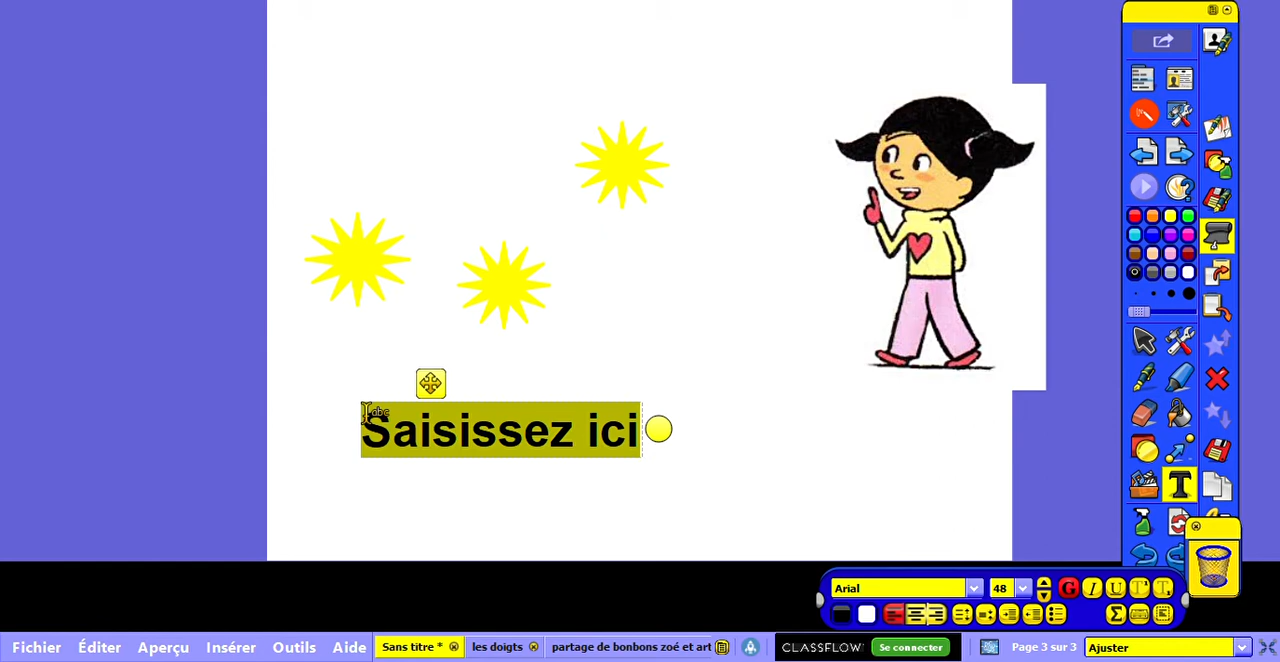 Saisissez ici
abc
Arial
48
G I U T T
Fichier Éditer Aperçu Insérer Outils Aide Sans titre * les doigts partage de bonbons zoé et art CLASSFLOW Se connecter Page 3 sur 3 Ajuster